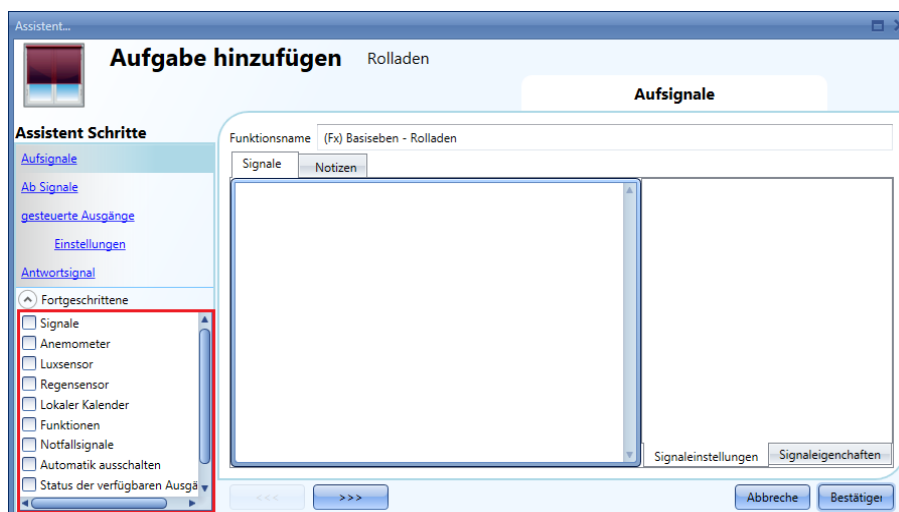 Assistent...
Aufgabe hinzufügen Rolladen
Aufsignale
Assistent Schritte
Aufsignale
Ab Signale
gesteuerte Ausgänge
Einstellungen
Antwortsignal
Fortgeschrittene
Signale
Anemometer
Luxsensor
Regensensor
Lokaler Kalender
Funktionen
Notfallsignale
Automatik ausschalten
Status der verfügbaren Ausgä
Funktionsname (Fx) Basiseben - Rolladen
Signale Notizen
Signaleinstellungen Signaleigenchaften
<<< >>> Abbreche Bestätiger